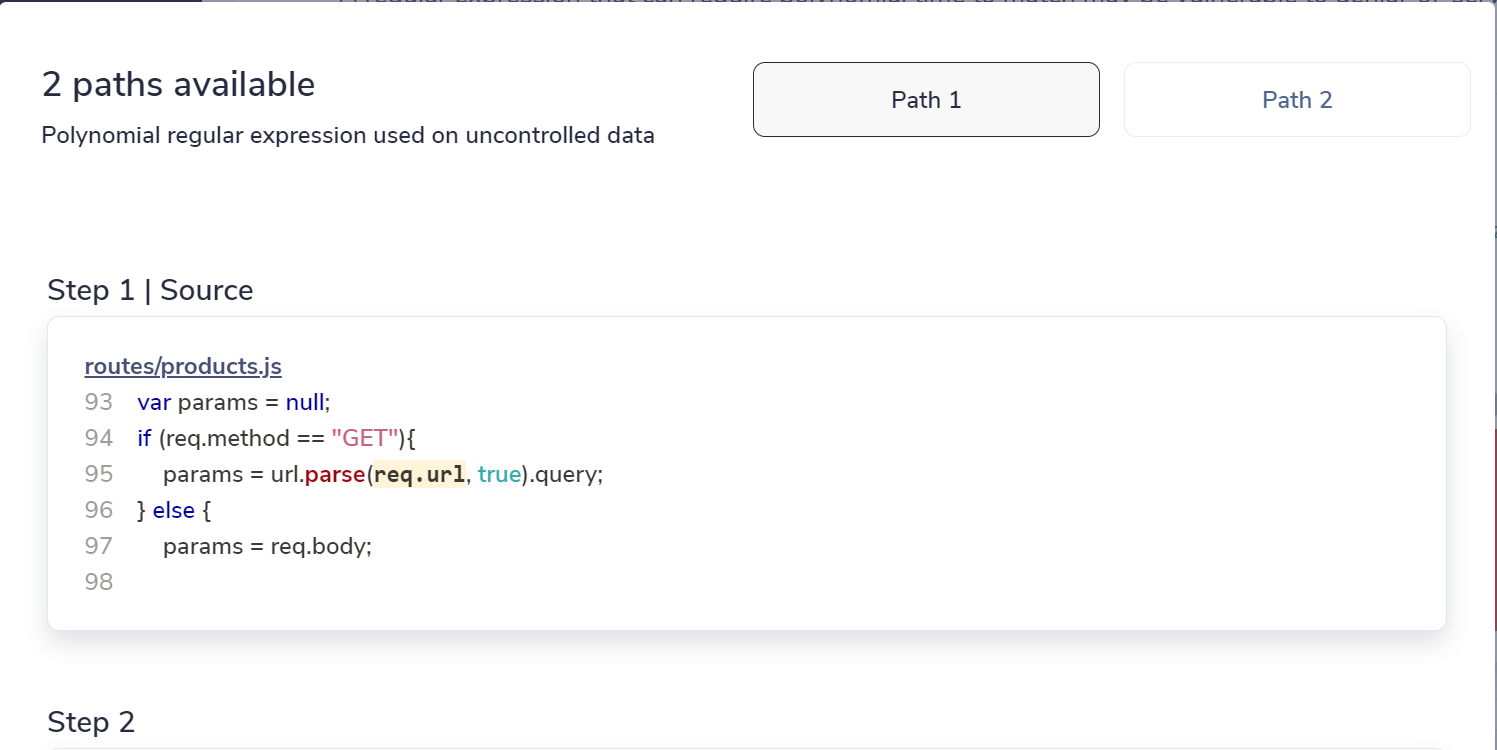 2 paths available
Path 1
Path 2
Polynomial regular expression used on uncontrolled data
Step 1 | Source
routes/products.js
93 var params = null;
94 if (req.method == "GET"){
95 params = url.parse(req.url, true).query;
96 } else {
97 params = req.body;
98
Step 2